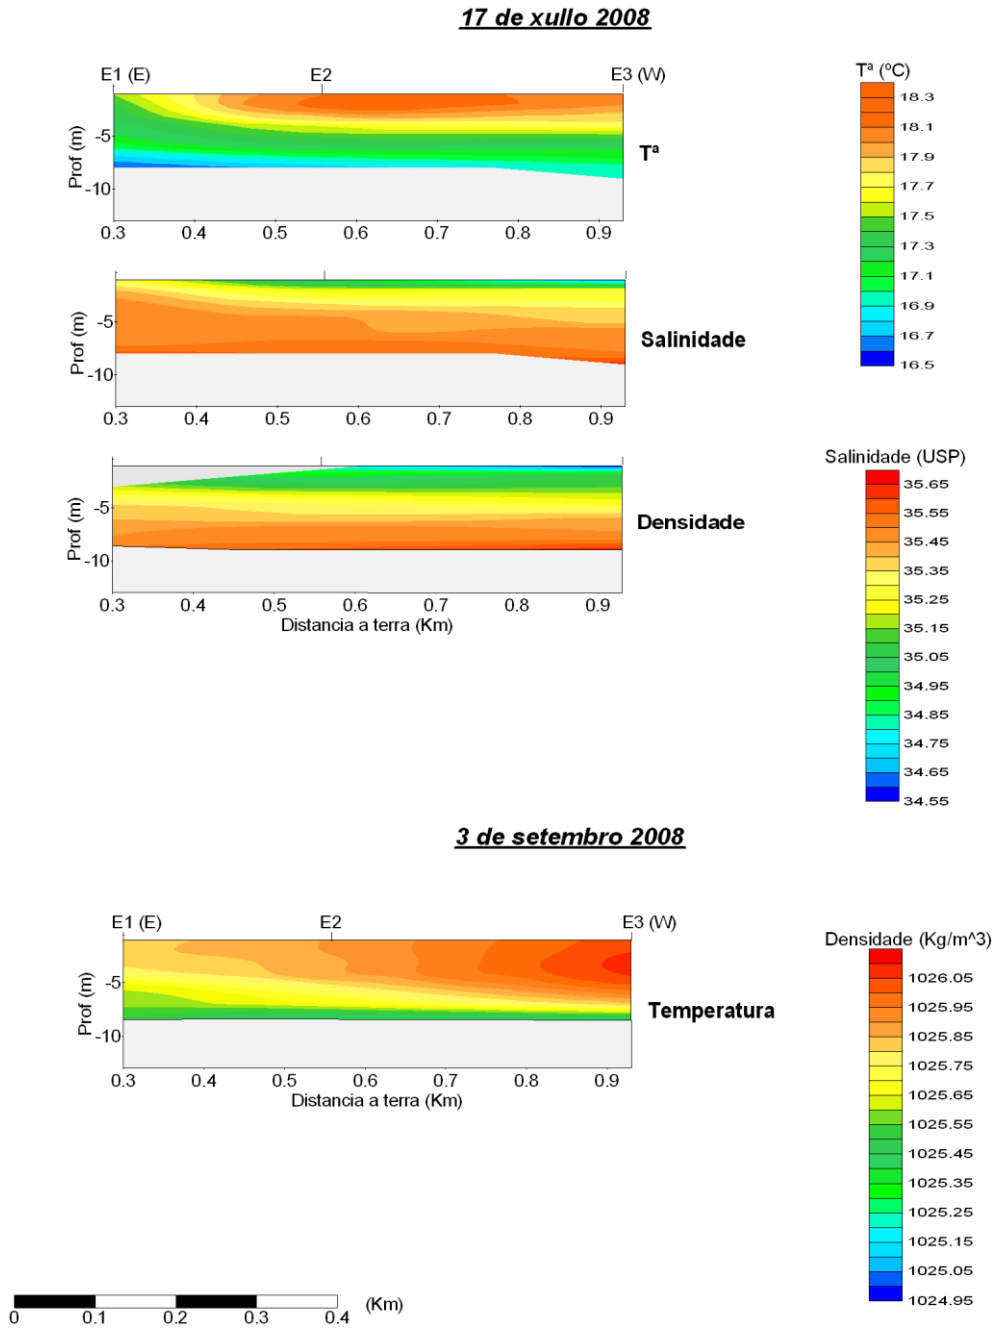 17 de xullo 2008
E1 (E) E2 E3 (W)
Prof (m)
-5
-10
0.3 0.4 0.5 0.6 0.7 0.8 0.9
Tª
Prof (m)
-5
-10
0.3 0.4 0.5 0.6 0.7 0.8 0.9
Salinidade
Prof (m)
-5
-10
0.3 0.4 0.5 0.6 0.7 0.8 0.9
Distancia a terra (Km)
Densidade
Tª (ºC)
18.3
18.1
17.9
17.7
17.5
17.3
17.1
16.9
16.7
16.5
Salinidade (USP)
35.65
35.55
35.45
35.35
35.25
35.15
35.05
34.95
34.85
34.75
34.65
34.55
3 de setembro 2008
E1 (E) E2 E3 (W)
Prof (m)
-5
-10
0.3 0.4 0.5 0.6 0.7 0.8 0.9
Distancia a terra (Km)
Temperatura
Densidade (Kg/m^3)
1026.05
1025.95
1025.85
1025.75
1025.65
1025.55
1025.45
1025.35
1025.25
1025.15
1025.05
1024.95
(Km)
0 0.1 0.2 0.3 0.4